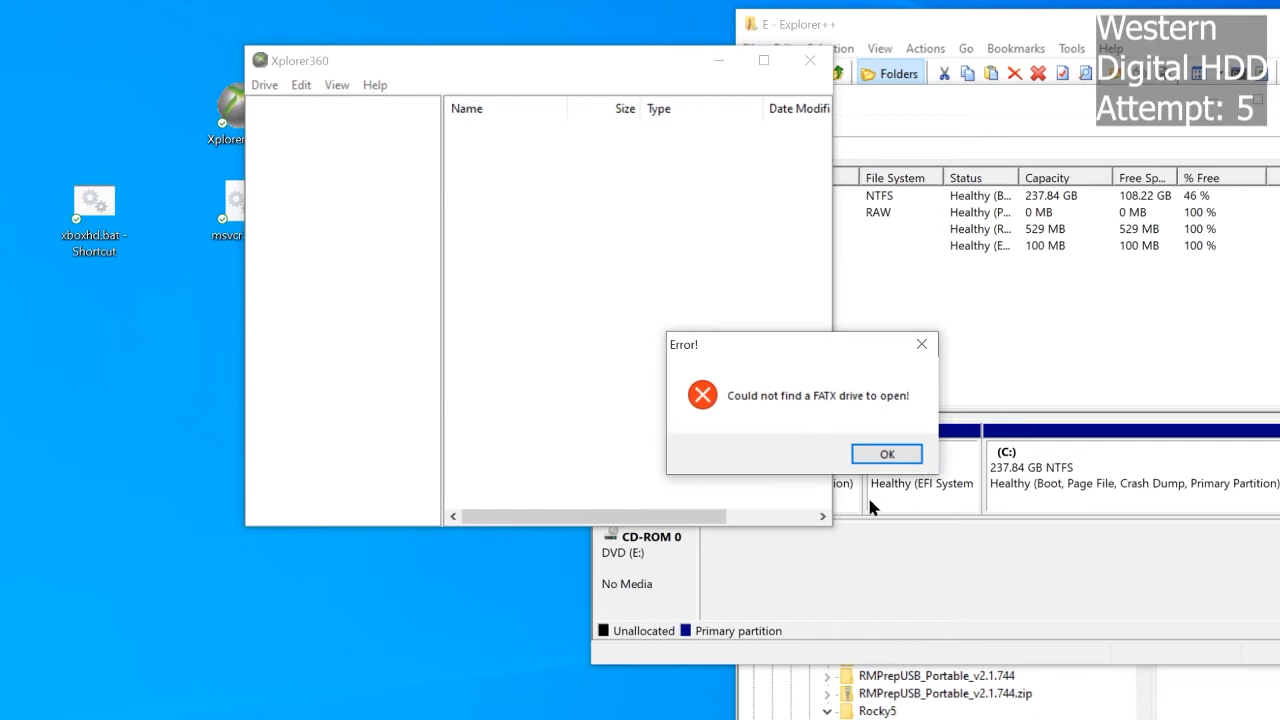 E - Explorer++
Western
Digital HDD
Attempt: 5
View Actions Go Bookmarks Tools Help
Folders
Xplorer360
Drive Edit View Help
Name Size Type Date Modifi
Xplorer
xboxhd.bat -
Shortcut
msvcr
File System Status Capacity Free Sp... % Free
NTFS Healthy (B... 237.84 GB 108.22 GB 46 %
RAW Healthy (P... 0 MB 0 MB 100 %
Healthy (R... 529 MB 529 MB 100 %
Healthy (E... 100 MB 100 MB 100 %
Error!
Could not find a FATX drive to open!
OK
(C:)
237.84 GB NTFS
ion) Healthy (EFI System Healthy (Boot, Page File, Crash Dump, Primary Partition)
CD-ROM 0
DVD (E:)
No Media
Unallocated Primary partition
RMPrepUSB_Portable_v2.1.744
RMPrepUSB_Portable_v2.1.744.zip
Rocky5